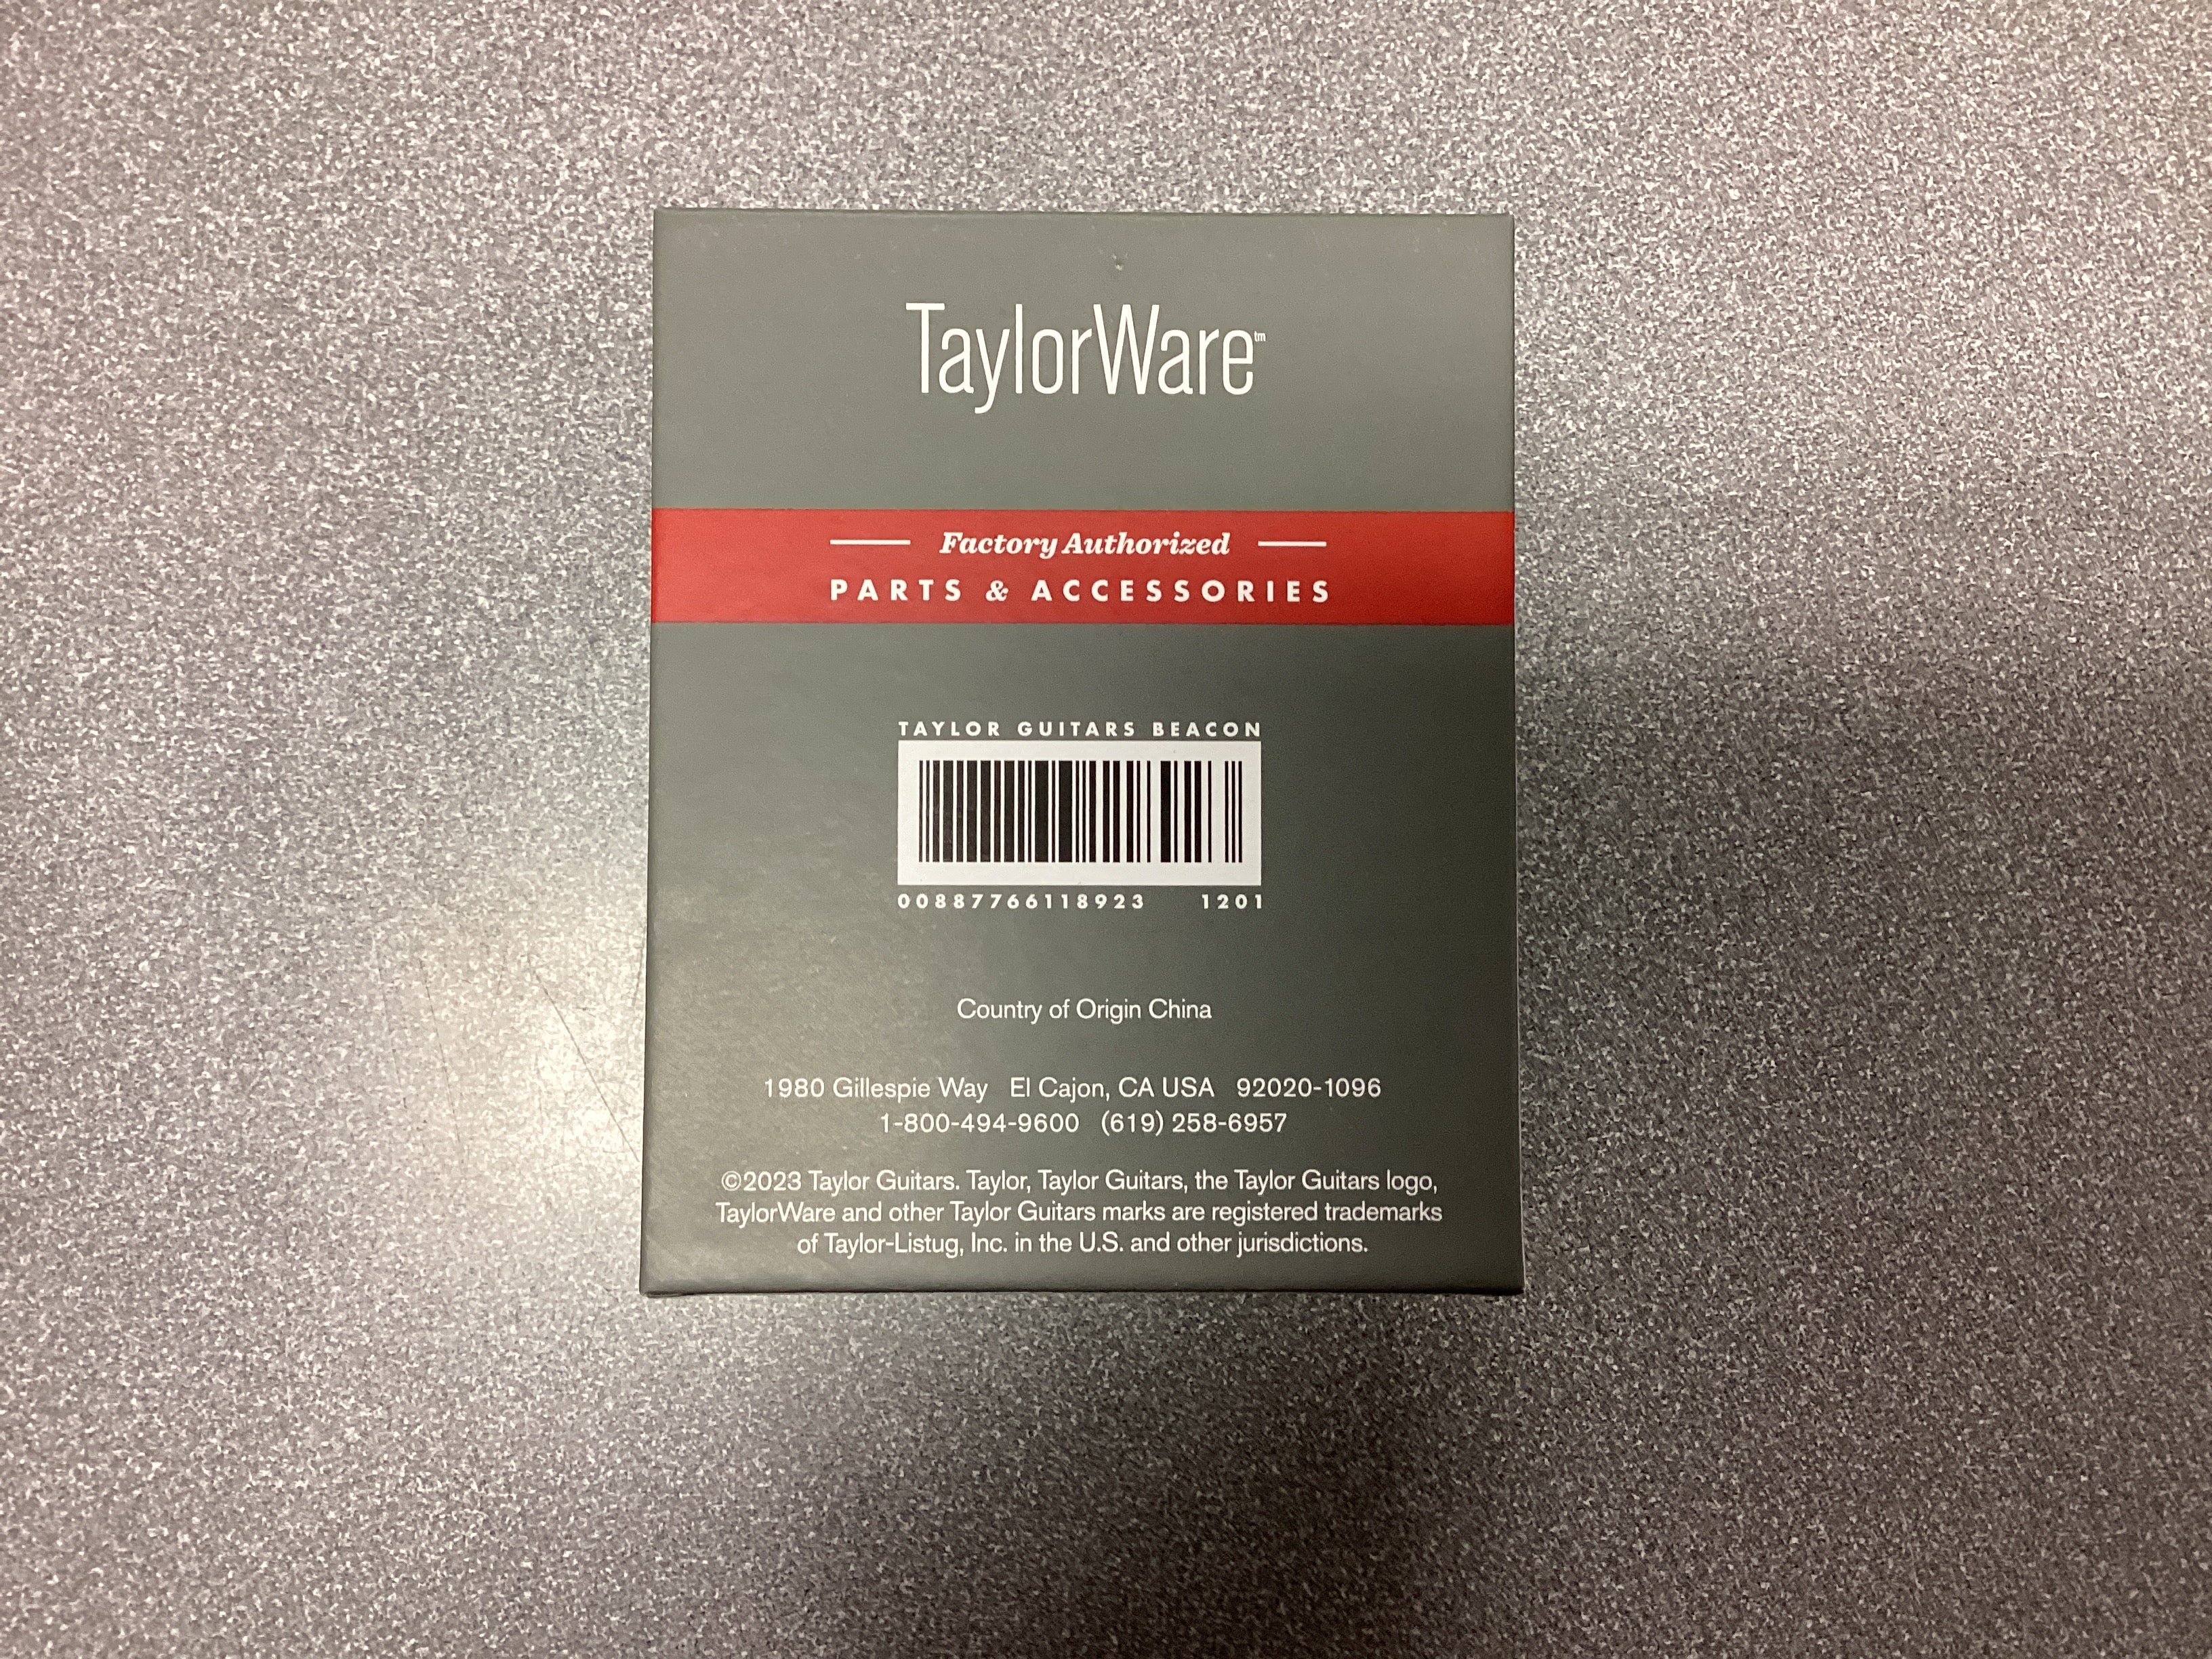 TaylorWare™
Factory Authorized
PARTS & ACCESSORIES
TAYLOR GUITARS BEACON
00887766118923 1201
Country of Origin China
1980 Gillespie Way El Cajon, CA USA 92020-1096
1-800-494-9600 (619) 258-6957
©2023 Taylor Guitars. Taylor, Taylor Guitars, the Taylor Guitars logo,
TaylorWare and other Taylor Guitars marks are registered trademarks
of Taylor-Listug, Inc. in the U.S. and other jurisdictions.